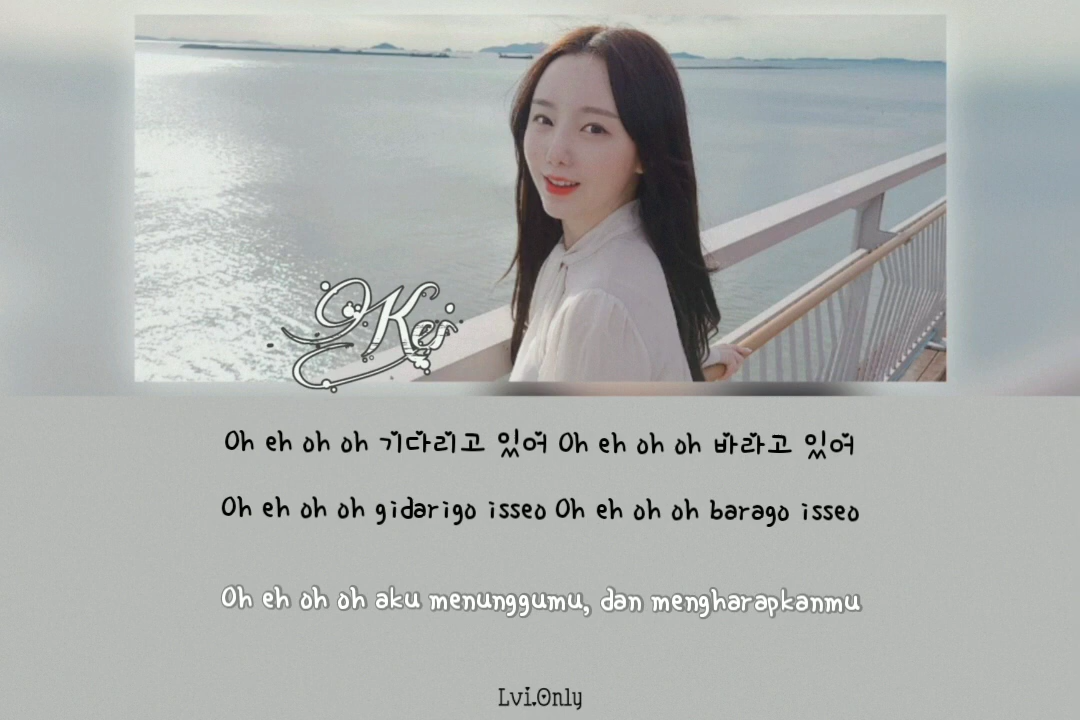 Kei
Oh eh oh oh 기다리고 있어 Oh eh oh oh 바라고 있어
Oh eh oh oh gidarigo isseo Oh eh oh oh barago isseo
Oh eh oh oh aku menunggumu, dan mengharapkanmu
Lvi.Only